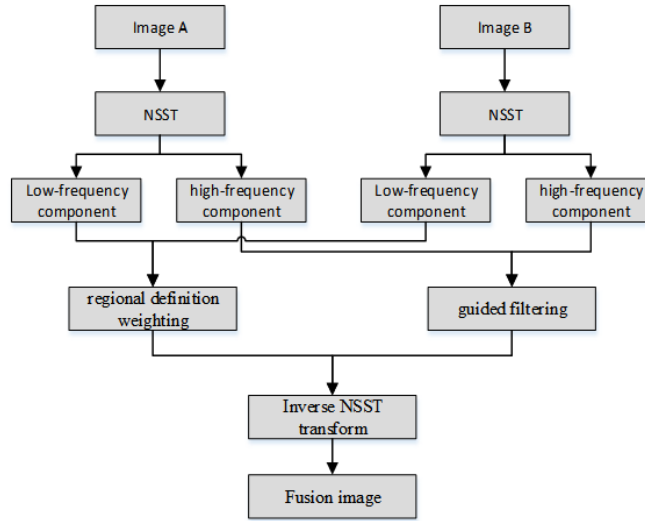 Image A
Image B
NSST
NSST
Low-frequency
component
high-frequency
component
Low-frequency
component
high-frequency
component
regional definition
weighting
guided filtering
Inverse NSST
transform
Fusion image